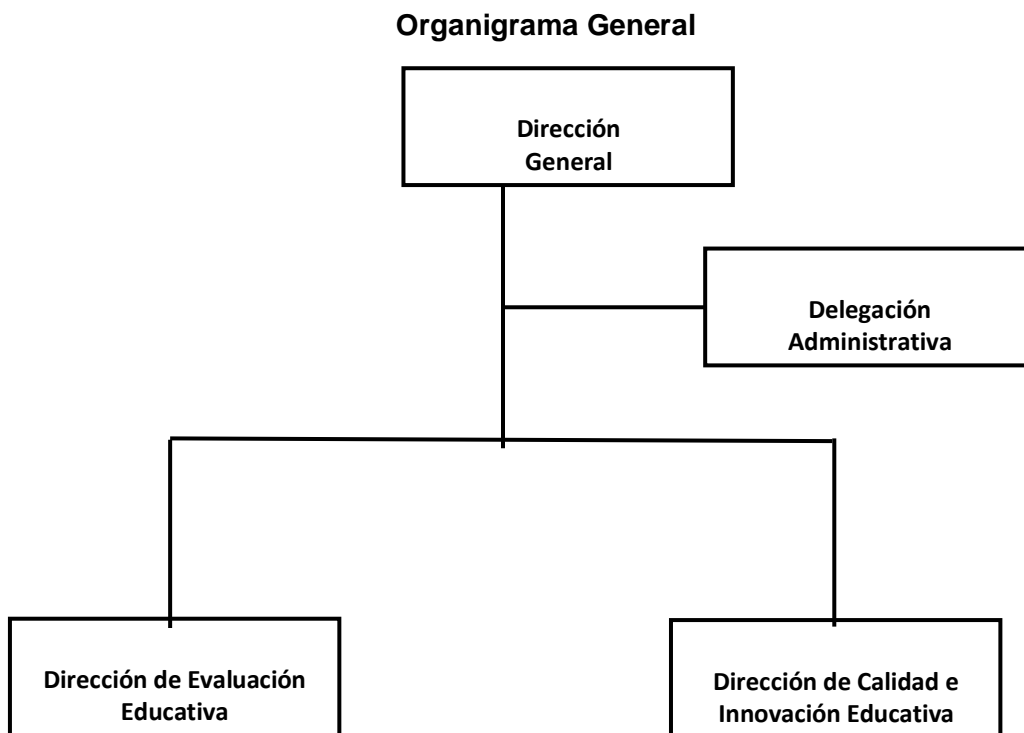 Organigrama General
Dirección
General
Delegación
Administrativa
Dirección de Evaluación
Educativa
Dirección de Calidad e
Innovación Educativa